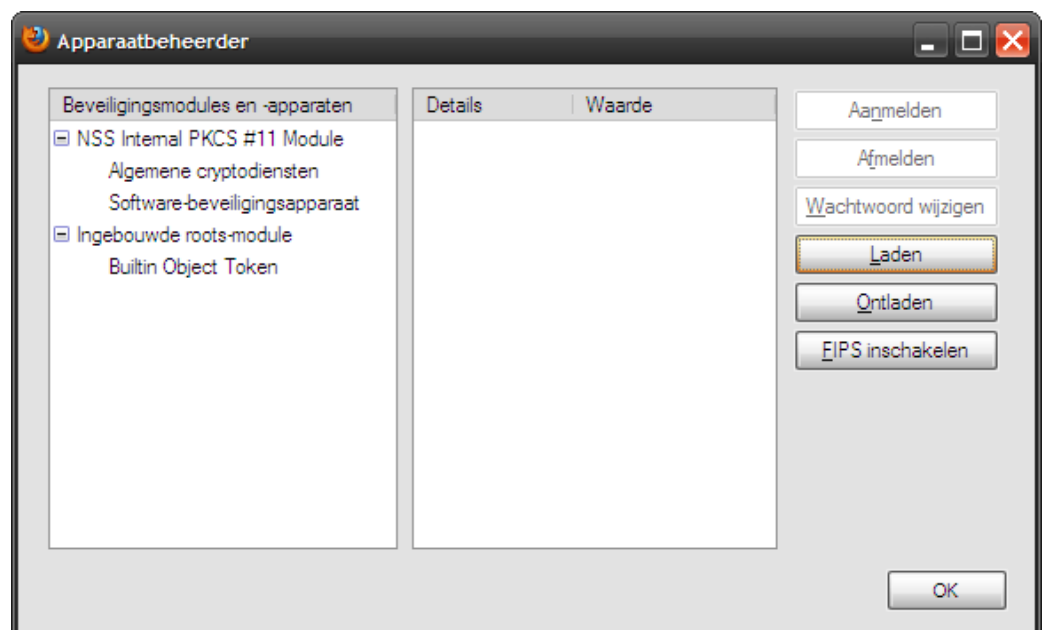 Apparaatbeheerder
Beveiligingsmodules en -apparaten
NSS Internal PKCS #11 Module
Algemene cryptodiensten
Software-beveiligingsapparaat
Ingebouwde roots-module
Builtin Object Token
Details
Waarde
Aanmelden
Afmelden
Wachtwoord wijzigen
Laden
Ontladen
FIPS inschakelen
OK